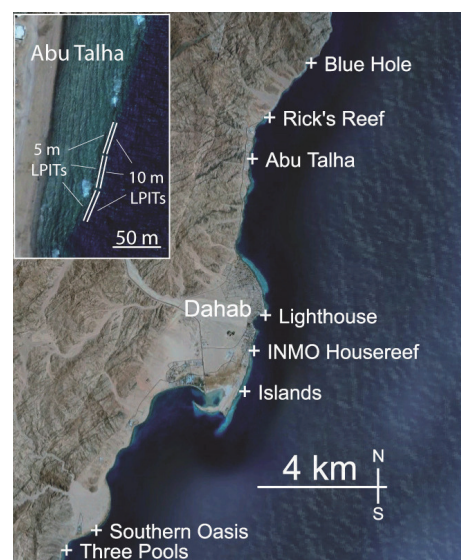 Abu Talha
5 m
LPITs
10 m
LPITs
50 m
Blue Hole
Rick's Reef
Abu Talha
Dahab
Lighthouse
INMO Housereef
Islands
4 km
N
S
Southern Oasis
Three Pools